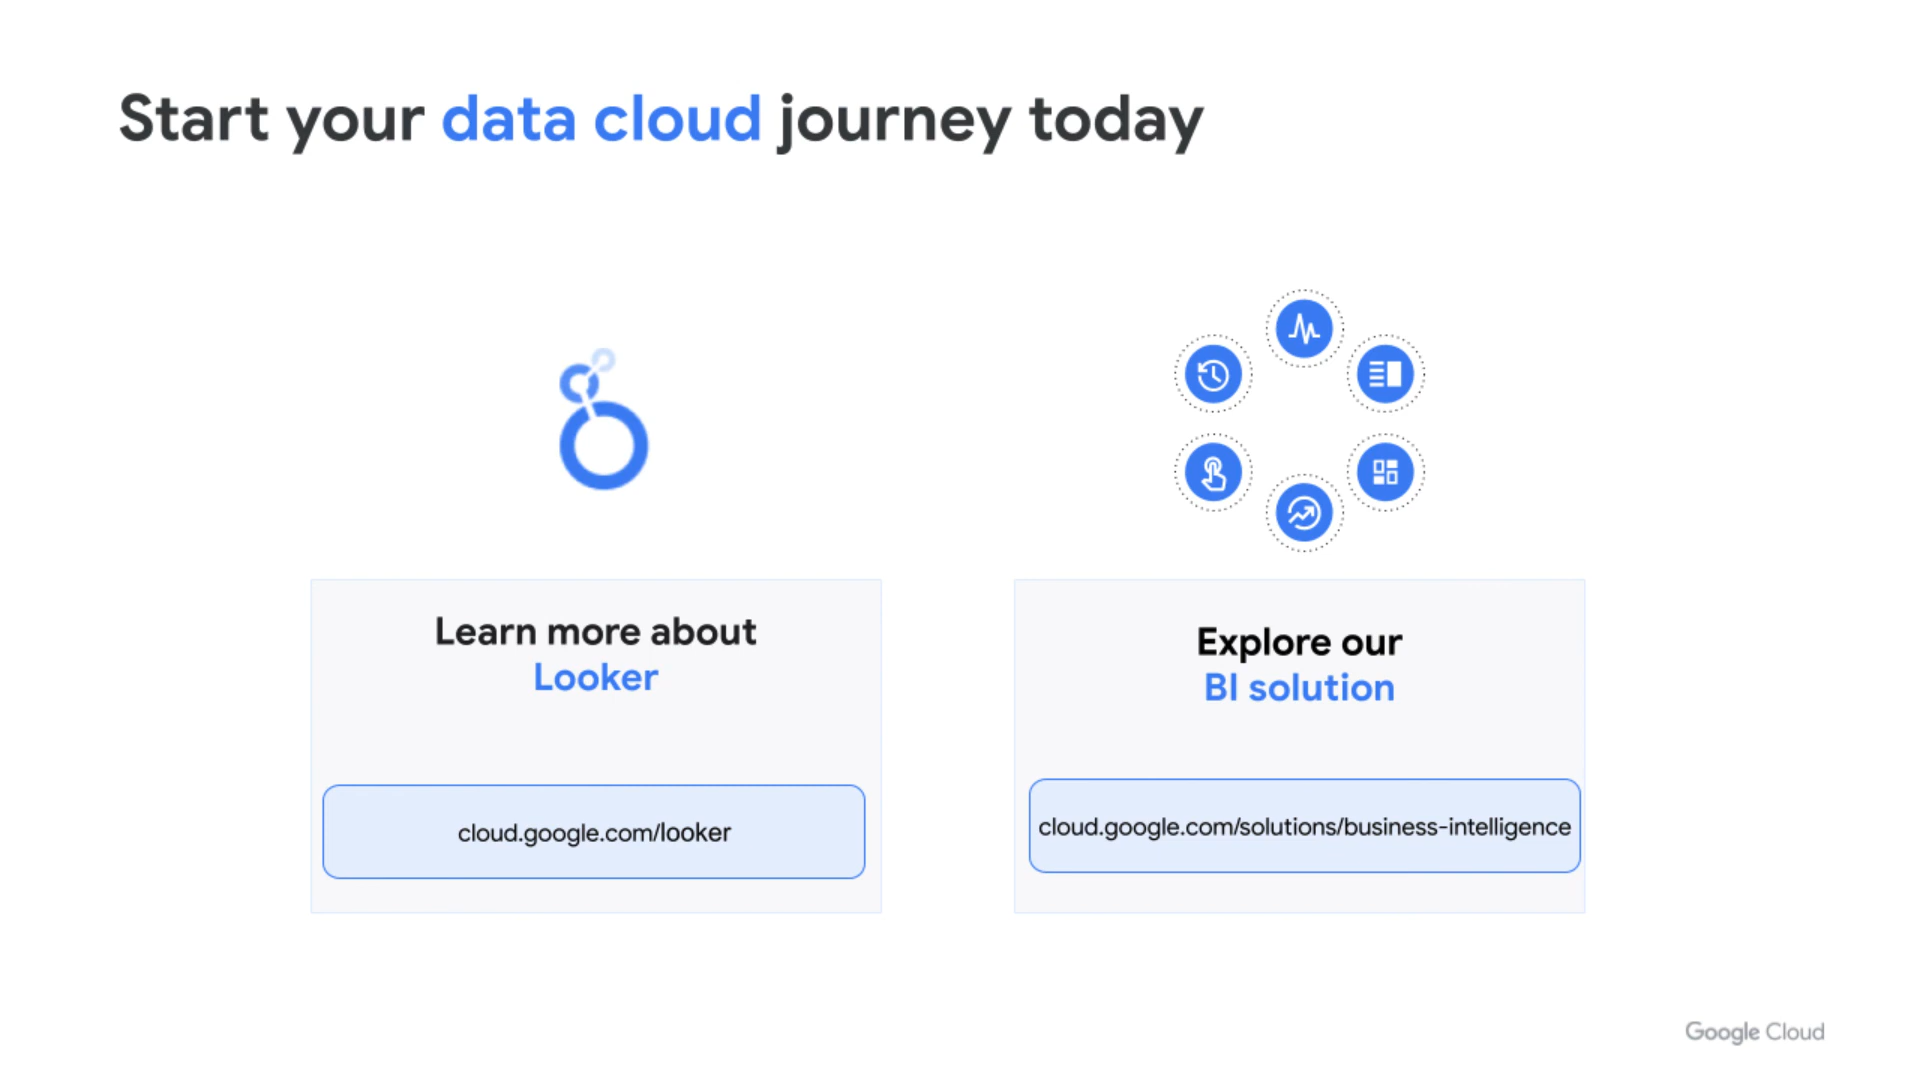 Start your data cloud journey today
Learn more about
Looker
cloud.google.com/looker
Explore our
BI solution
cloud.google.com/solutions/business-intelligence
Google Cloud